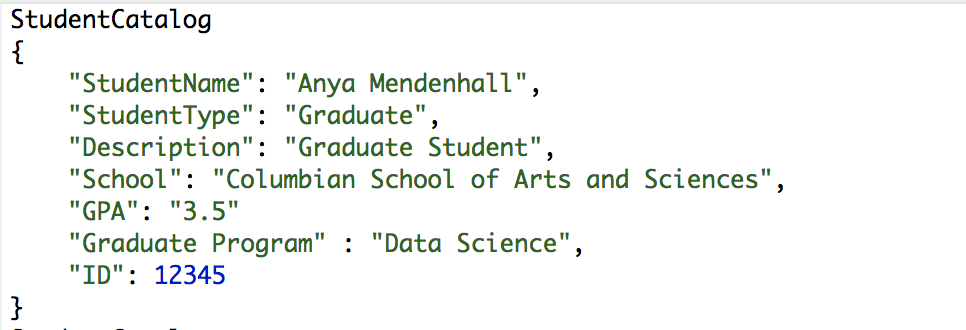 StudentCatalog
{
    "StudentName": "Anya Mendenhall",
    "StudentType": "Graduate",
    "Description": "Graduate Student",
    "School": "Columbian School of Arts and Sciences",
    "GPA": "3.5"
    "Graduate Program" : "Data Science",
    "ID": 12345
}